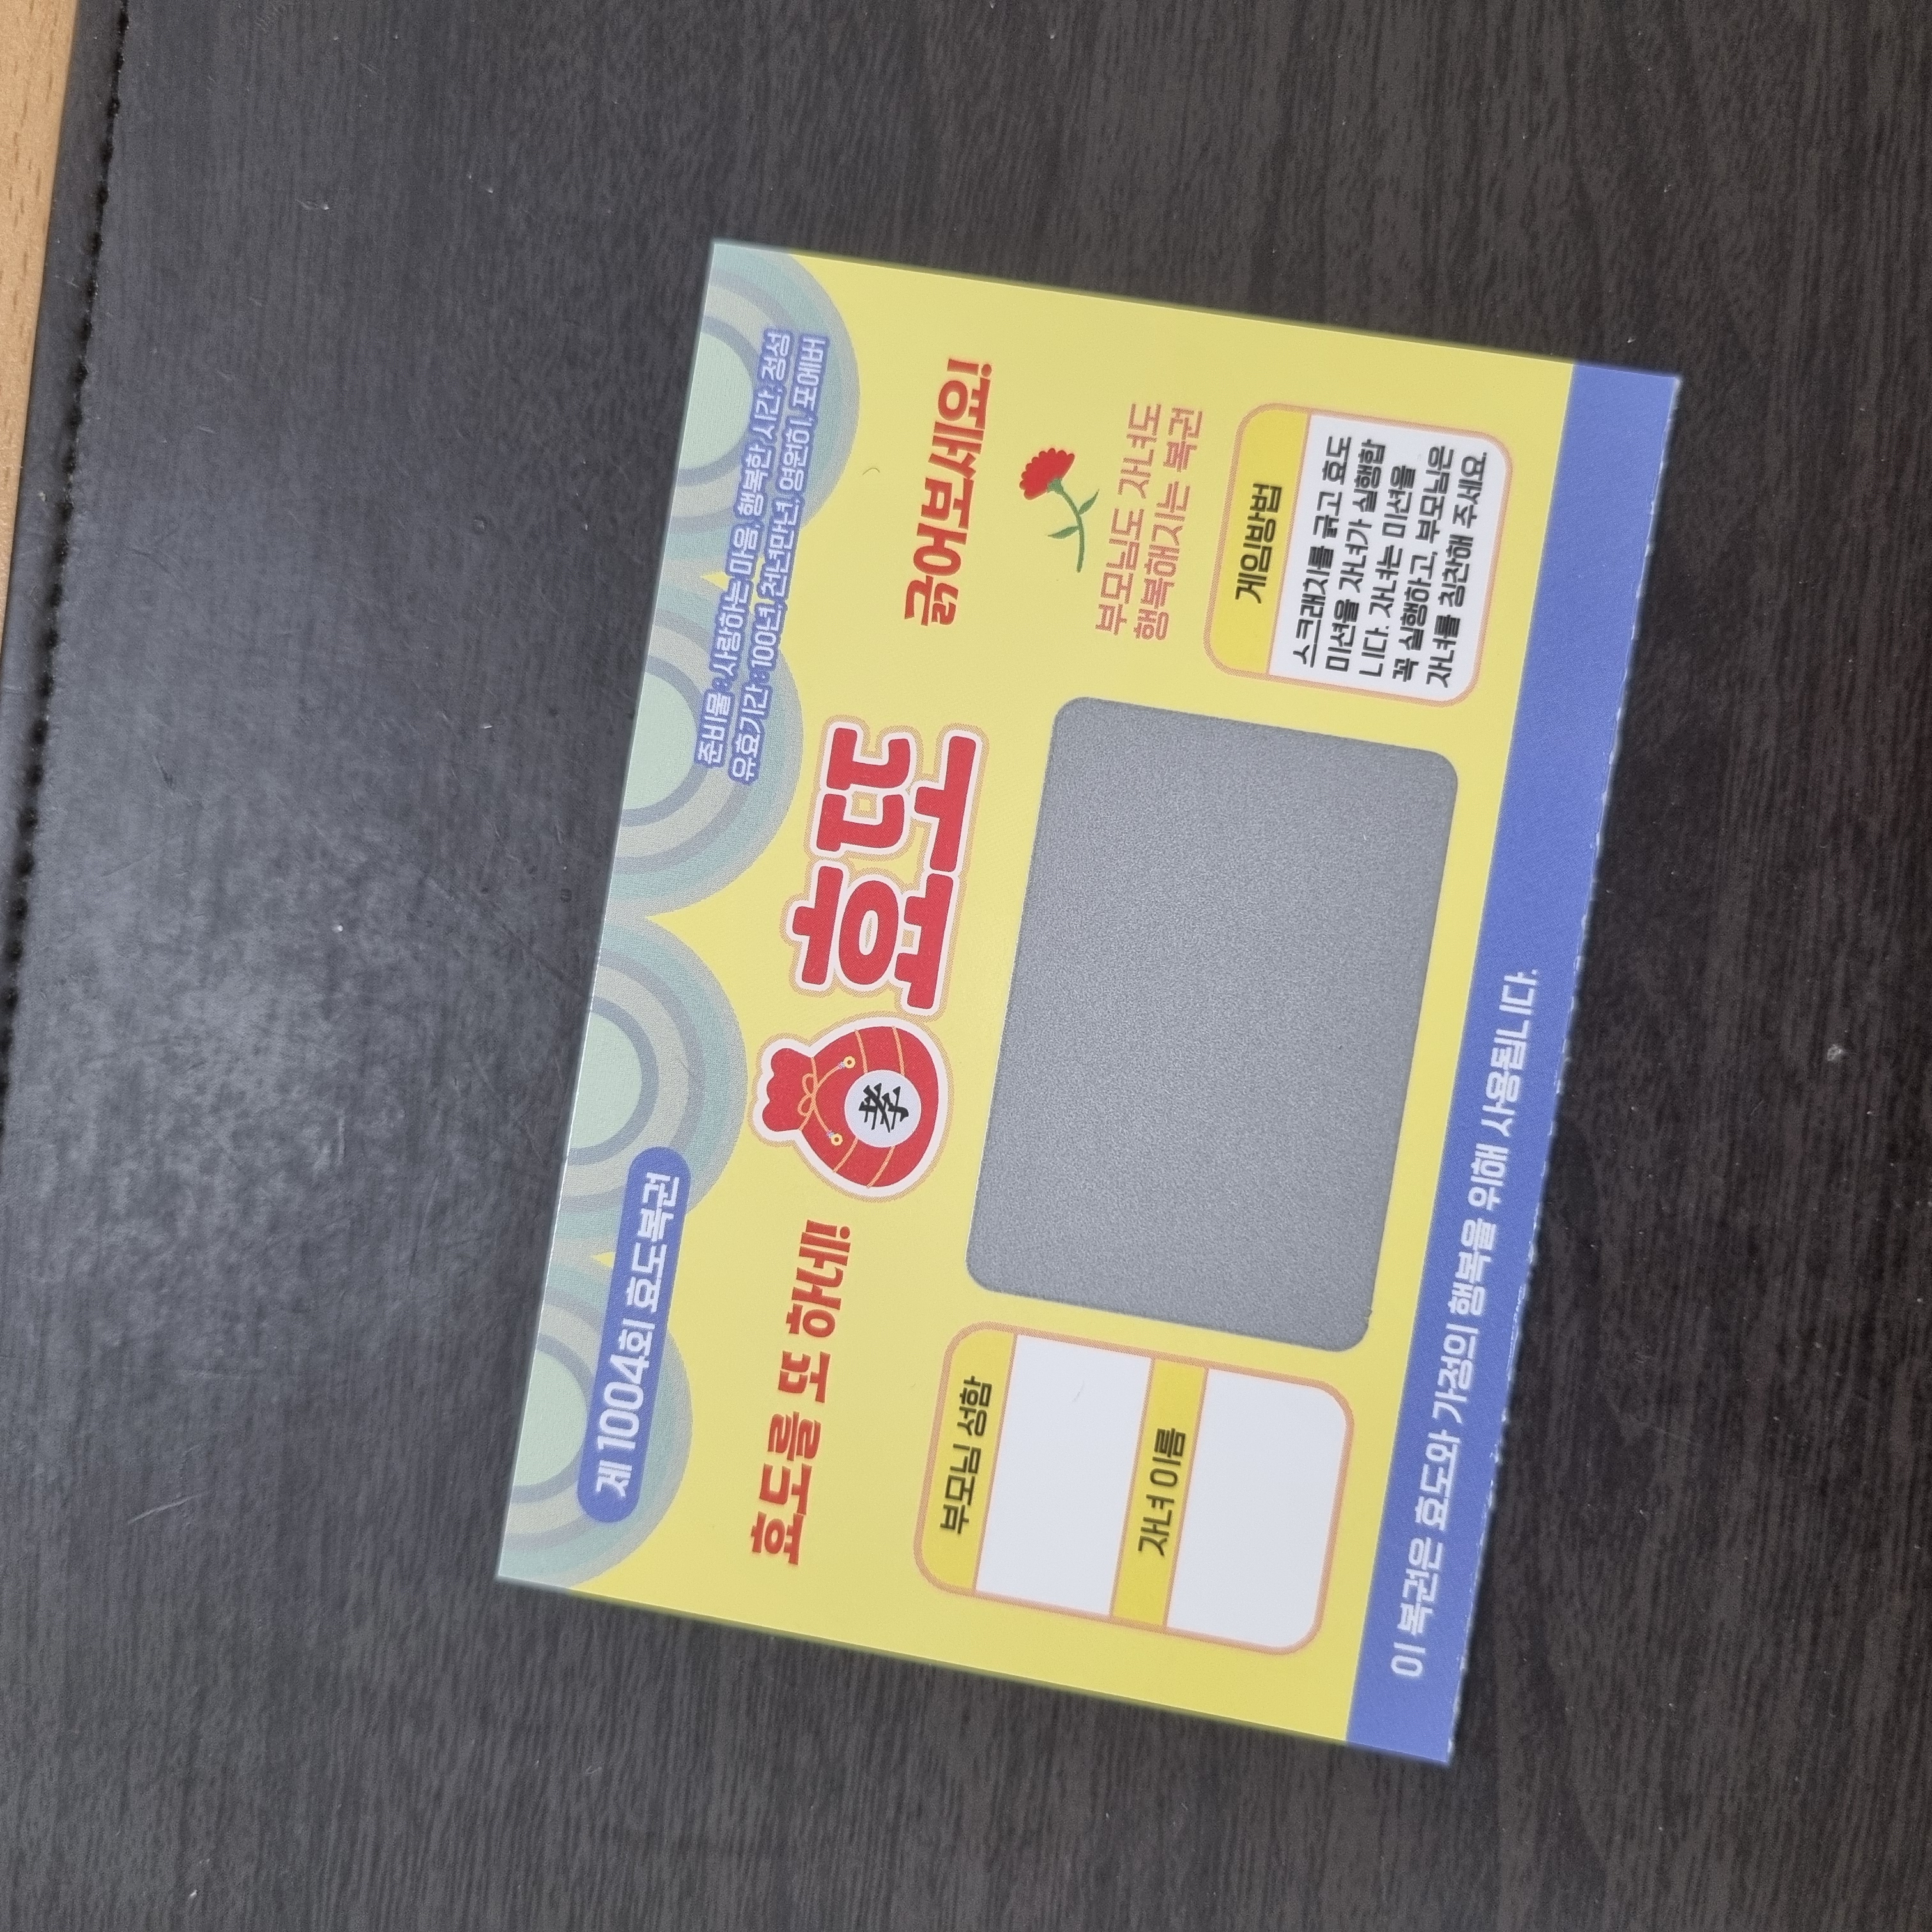 제 1004회 효도복권
준비물 : 사랑하는 마음, 행복한 시간, 정성
유효기간 : 100년, 천년만년, 영원히, 포에버
효도를 또 하네!
孝
효또
긁어보세요!
부모님 성함
자녀 이름
부모님도 자녀도
행복해지는 복권
게임방법
스크래치를 긁고 효도
미션을 자녀가 실행합
니다. 자녀는 미션을
꼭 실행하고, 부모님은
자녀를 칭찬해 주세요.
이 복권은 효도와 가정의 행복을 위해 사용됩니다.